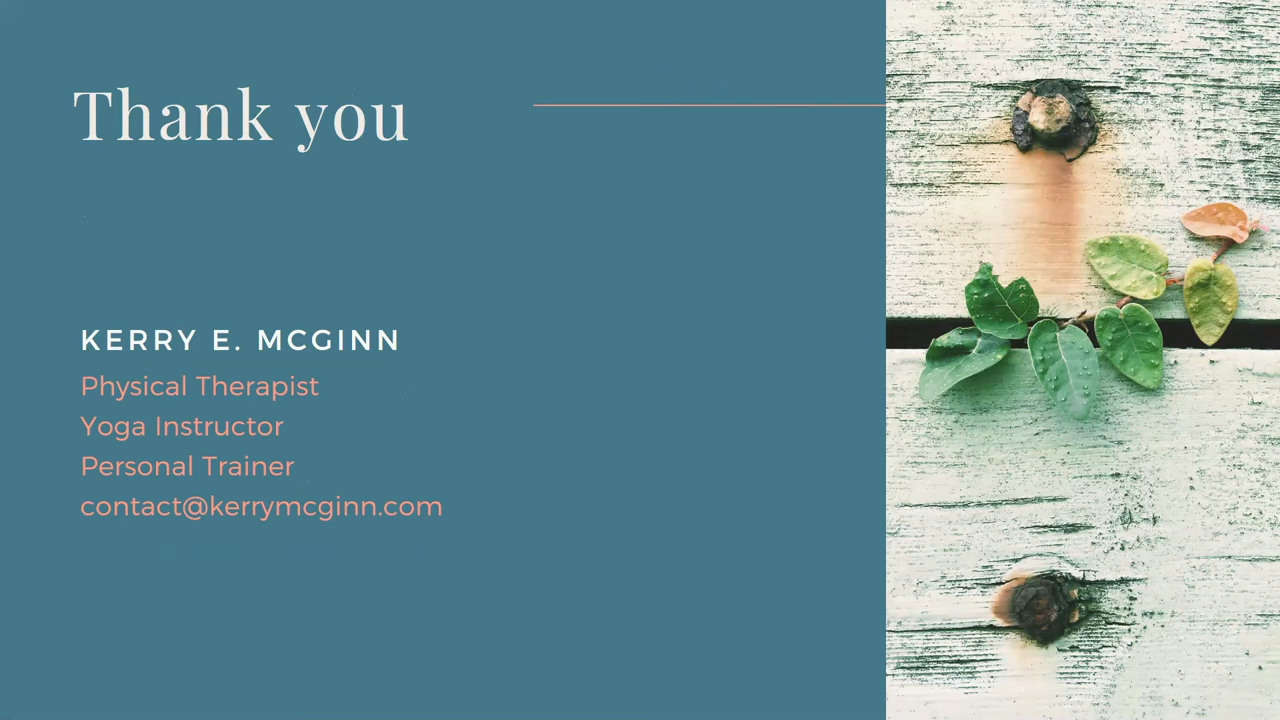 Thank you
KERRY E. MCGINN
Physical Therapist
Yoga Instructor
Personal Trainer
contact@kerrymcginn.com